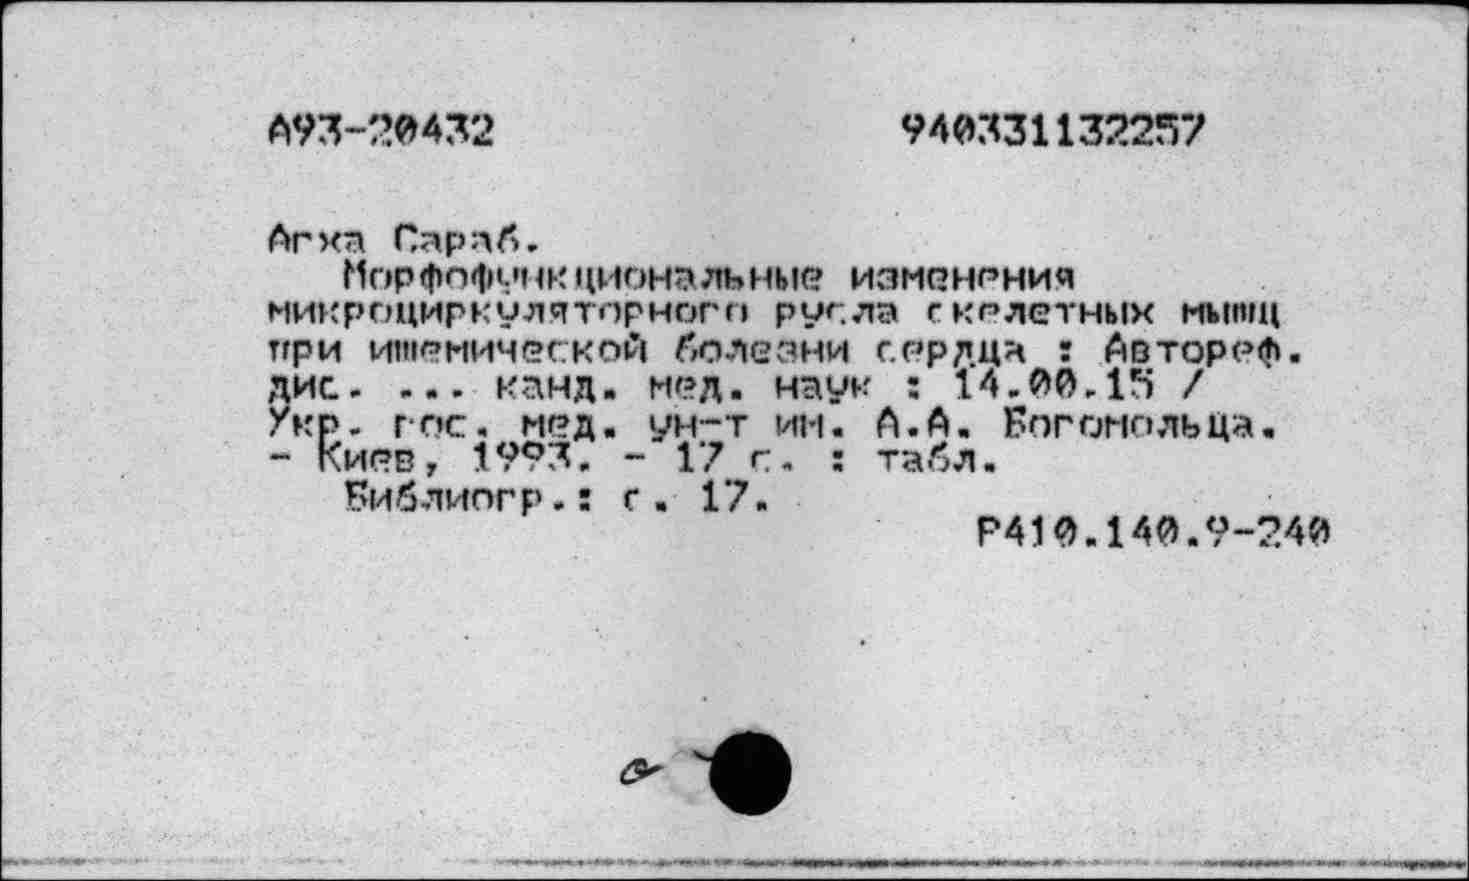 А93-20432 940331132257
Агха Сараб.
Морфофункциональные изменения
микроциркуляторного русла скелетных мышц
при ишемической болезни сердца : Автореф.
дис. ... канд. мед. наук : 14.00.15 /
Укр. гос. мед. ун-т им. А.А. Богомольца.
- Киев, 1993. - 17 с. : табл.
Библиогр.: с. 17.
Р410.140.9-240